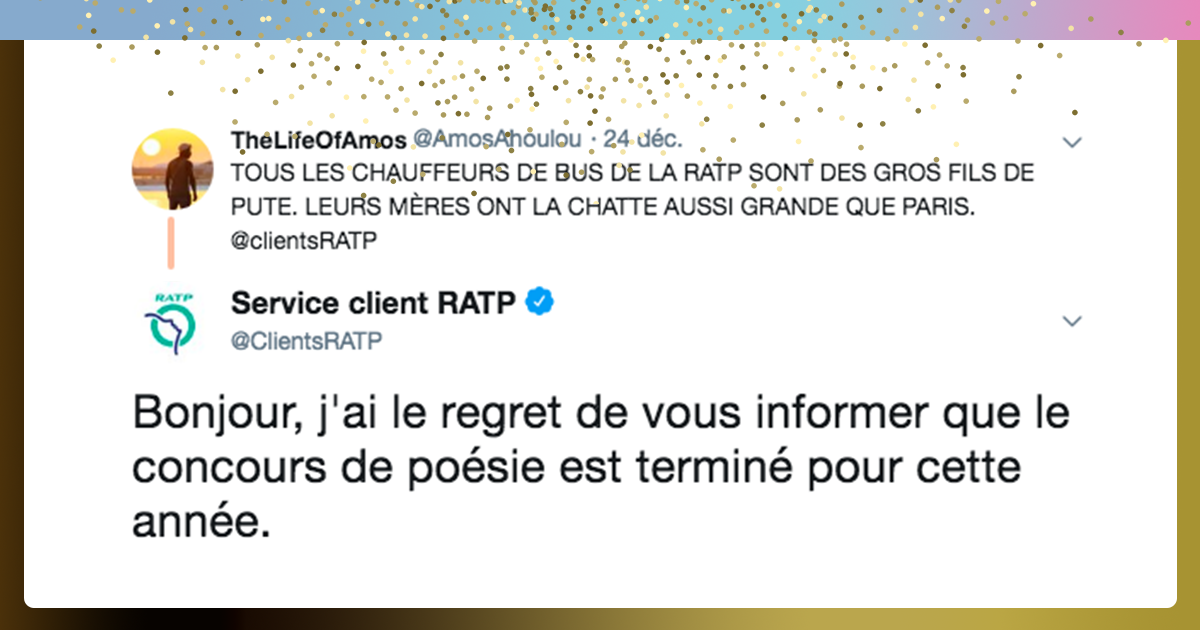 TheLifeOfAmos @AmosAhoulou · 24 déc.
TOUS LES CHAUFFEURS DE BUS DE LA RATP SONT DES GROS FILS DE
PUTE. LEURS MÈRES ONT LA CHATTE AUSSI GRANDE QUE PARIS.
@clientsRATP
RATP
Service client RATP
@ClientsRATP
Bonjour, j'ai le regret de vous informer que le
concours de poésie est terminé pour cette
année.